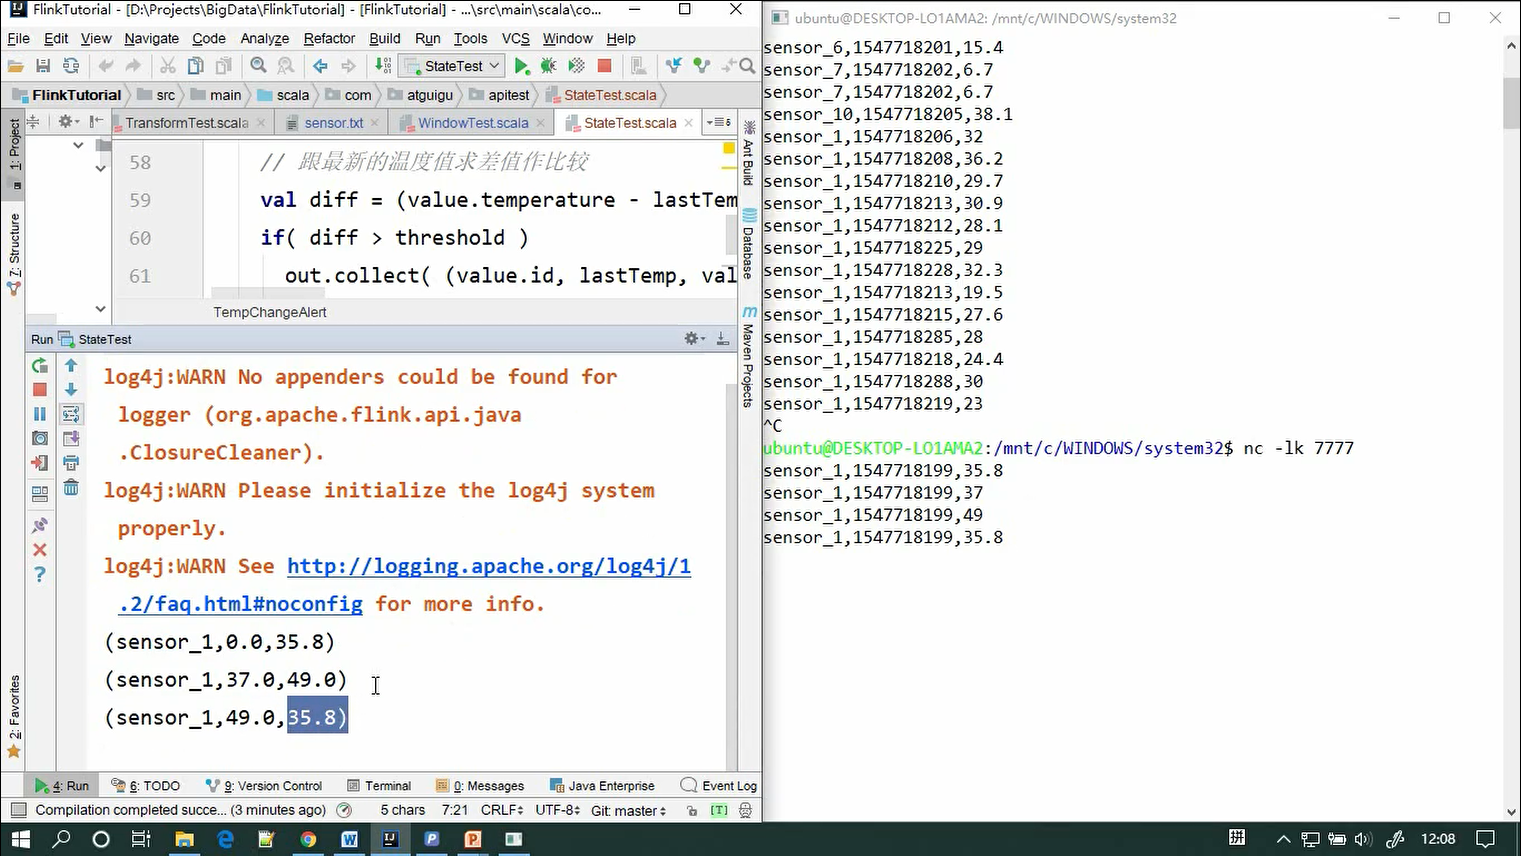 FlinkTutorial - [D:\Projects\BigData\FlinkTutorial] - [FlinkTutorial] - ...\src\main\scala\co...
File Edit View Navigate Code Analyze Refactor Build Run Tools VCS Window Help
StateTest
FlinkTutorial src main scala com atguigu apitest StateTest.scala
TransformTest.scala sensor.txt WindowTest.scala StateTest.scala
1: Project
7: Structure
2: Favorites
58 // 跟最新的温度值求差值作比较
59 val diff = (value.temperature - lastTem
60 if( diff > threshold )
61 out.collect( (value.id, lastTemp, val
TempChangeAlert
Ant Build
Database
Maven Projects
Run StateTest
log4j:WARN No appenders could be found for
logger (org.apache.flink.api.java
.ClosureCleaner).
log4j:WARN Please initialize the log4j system
properly.
log4j:WARN See http://logging.apache.org/log4j/1
.2/faq.html#noconfig for more info.
(sensor_1,0.0,35.8)
(sensor_1,37.0,49.0)
(sensor_1,49.0,35.8)
4: Run 6: TODO 9: Version Control Terminal 0: Messages Java Enterprise Event Log
Compilation completed succe... (3 minutes ago) 5 chars 7:21 CRLF UTF-8 Git: master [T]
ubuntu@DESKTOP-LO1AMA2: /mnt/c/WINDOWS/system32
sensor_6,1547718201,15.4
sensor_7,1547718202,6.7
sensor_7,1547718202,6.7
sensor_10,1547718205,38.1
sensor_1,1547718206,32
sensor_1,1547718208,36.2
sensor_1,1547718210,29.7
sensor_1,1547718213,30.9
sensor_1,1547718212,28.1
sensor_1,1547718225,29
sensor_1,1547718228,32.3
sensor_1,1547718213,19.5
sensor_1,1547718215,27.6
sensor_1,1547718285,28
sensor_1,1547718218,24.4
sensor_1,1547718288,30
sensor_1,1547718219,23
^C
ubuntu@DESKTOP-LO1AMA2:/mnt/c/WINDOWS/system32$ nc -lk 7777
sensor_1,1547718199,35.8
sensor_1,1547718199,37
sensor_1,1547718199,49
sensor_1,1547718199,35.8
12:08